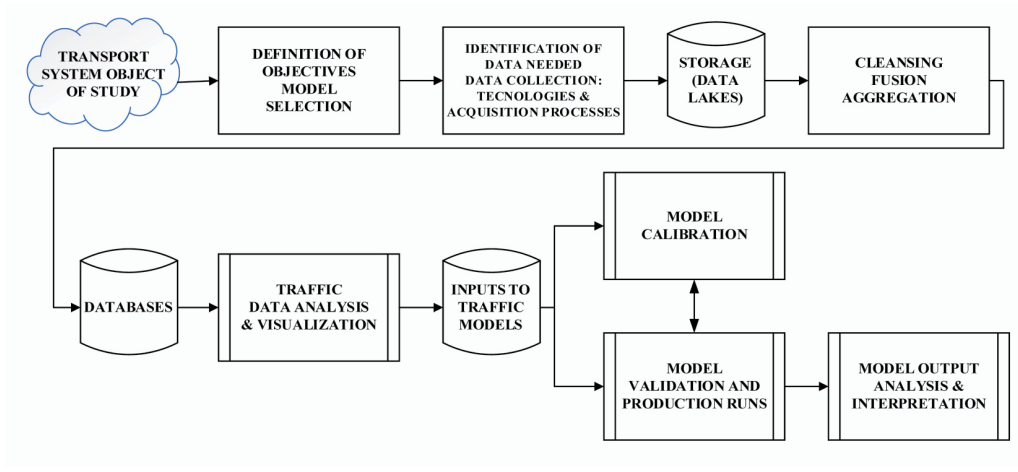 TRANSPORT
SYSTEM OBJECT
OF STUDY
DEFINITION OF
OBJECTIVES
MODEL
SELECTION
IDENTIFICATION OF
DATA NEEDED
DATA COLLECTION:
TECNOLOGIES &
ACQUISITION PROCESSES
STORAGE
(DATA
LAKES)
CLEANSING
FUSION
AGGREGATION
DATABASES
TRAFFIC
DATA ANALYSIS
& VISUALIZATION
INPUTS TO
TRAFFIC
MODELS
MODEL
CALIBRATION
MODEL
VALIDATION AND
PRODUCTION RUNS
MODEL OUTPUT
ANALYSIS &
INTERPRETATION